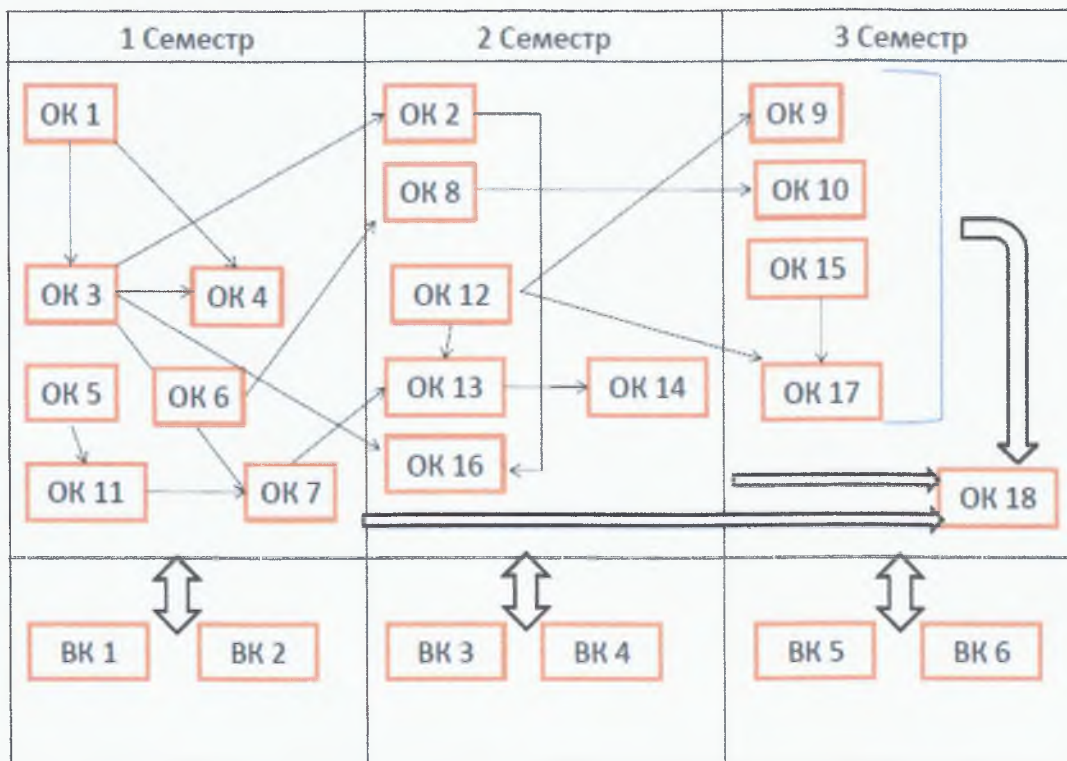 1 Семестр
2 Семестр
3 Семестр
ОК 1
ОК 2
ОК 9
ОК 8
ОК 10
ОК 3
ОК 4
ОК 12
ОК 15
ОК 5
ОК 6
ОК 13
ОК 14
ОК 17
ОК 11
ОК 7
ОК 16
ОК 18
ВК 1
ВК 2
ВК 3
ВК 4
ВК 5
ВК 6